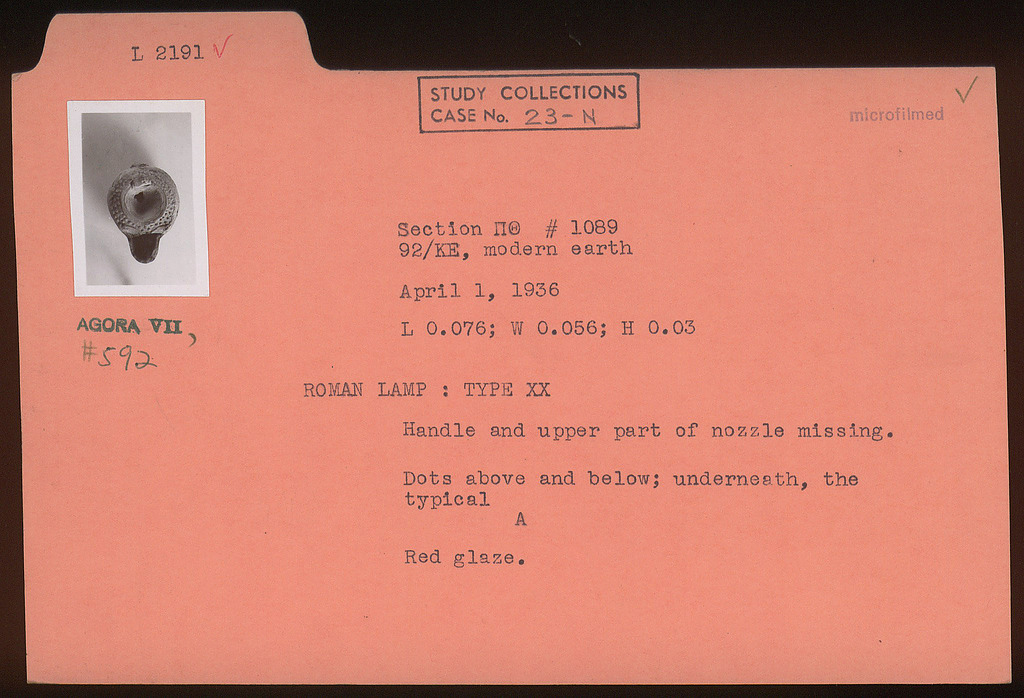 L 2191 ✓
STUDY COLLECTIONS
CASE No. 23-N
microfilmed
AGORA VII,
#592
Section ΠΘ # 1089
92/ΚΕ, modern earth
April 1, 1936
L 0.076; W 0.056; H 0.03
ROMAN LAMP : TYPE XX
Handle and upper part of nozzle missing.
Dots above and below; underneath, the
typical
A
Red glaze.